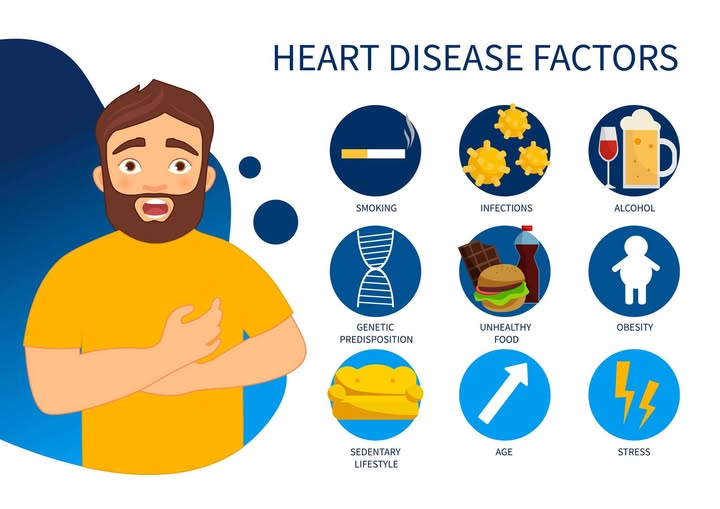 HEART DISEASE FACTORS
SMOKING
INFECTIONS
ALCOHOL
GENETIC
PREDISPOSITION
UNHEALTHY
FOOD
OBESITY
SEDENTARY
LIFESTYLE
AGE
STRESS